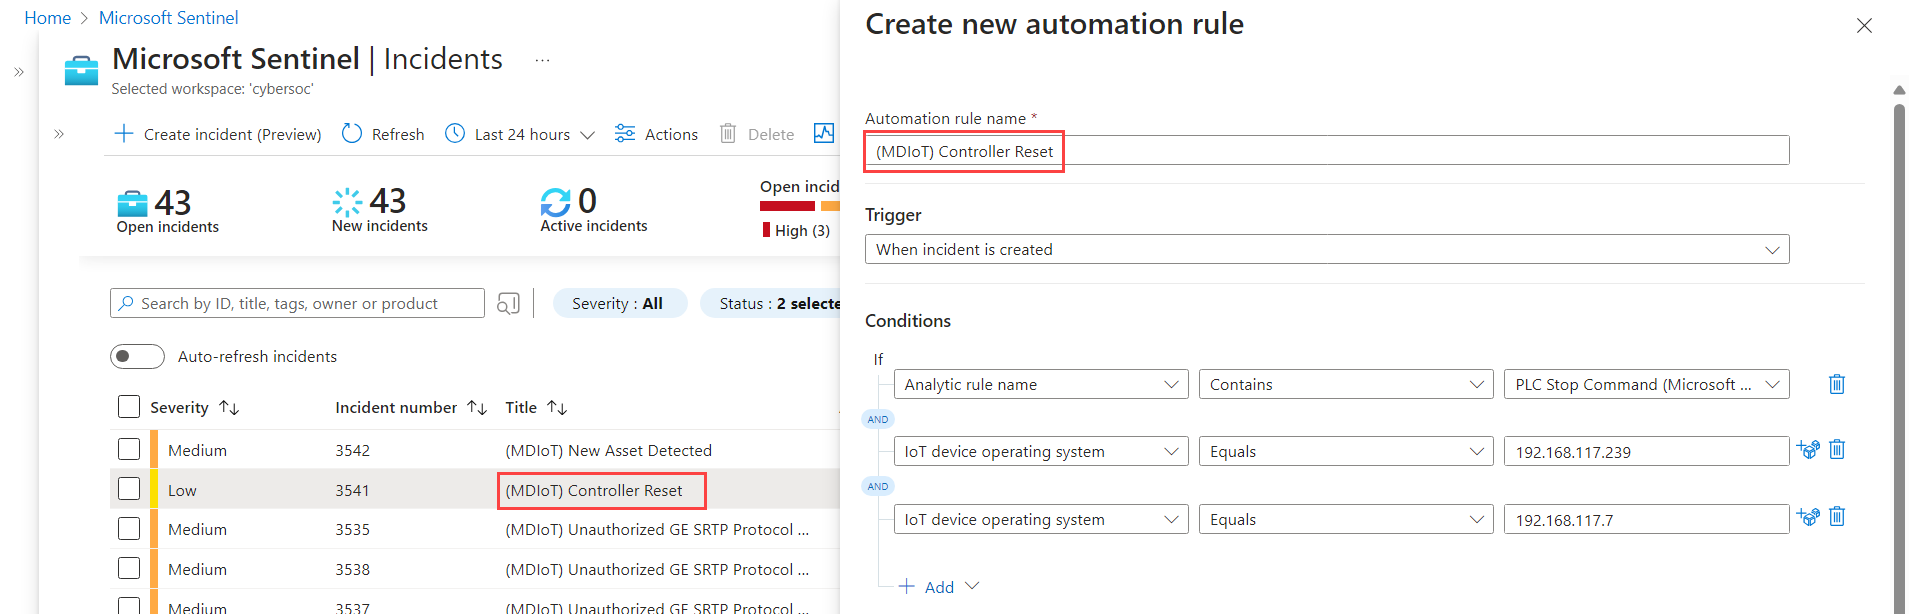 Home > Microsoft Sentinel
Microsoft Sentinel | Incidents ...
Selected workspace: 'cybersoc'
Create incident (Preview) Refresh Last 24 hours Actions Delete
43 Open incidents
43 New incidents
0 Active incidents
Open incid
High (3)
Search by ID, title, tags, owner or product
Severity : All
Status : 2 selecte
Auto-refresh incidents
Severity Incident number Title
Medium 3542 (MDIoT) New Asset Detected
Low 3541 (MDIoT) Controller Reset
Medium 3535 (MDIoT) Unauthorized GE SRTP Protocol ...
Medium 3538 (MDIoT) Unauthorized GE SRTP Protocol ...
Medium 3537 (MDIoT) Unauthorized GE SRTP Protocol ...
Create new automation rule
Automation rule name *
(MDIoT) Controller Reset
Trigger
When incident is created
Conditions
If
Analytic rule name Contains PLC Stop Command (Microsoft ...
AND
IoT device operating system Equals 192.168.117.239
AND
IoT device operating system Equals 192.168.117.7
+ Add